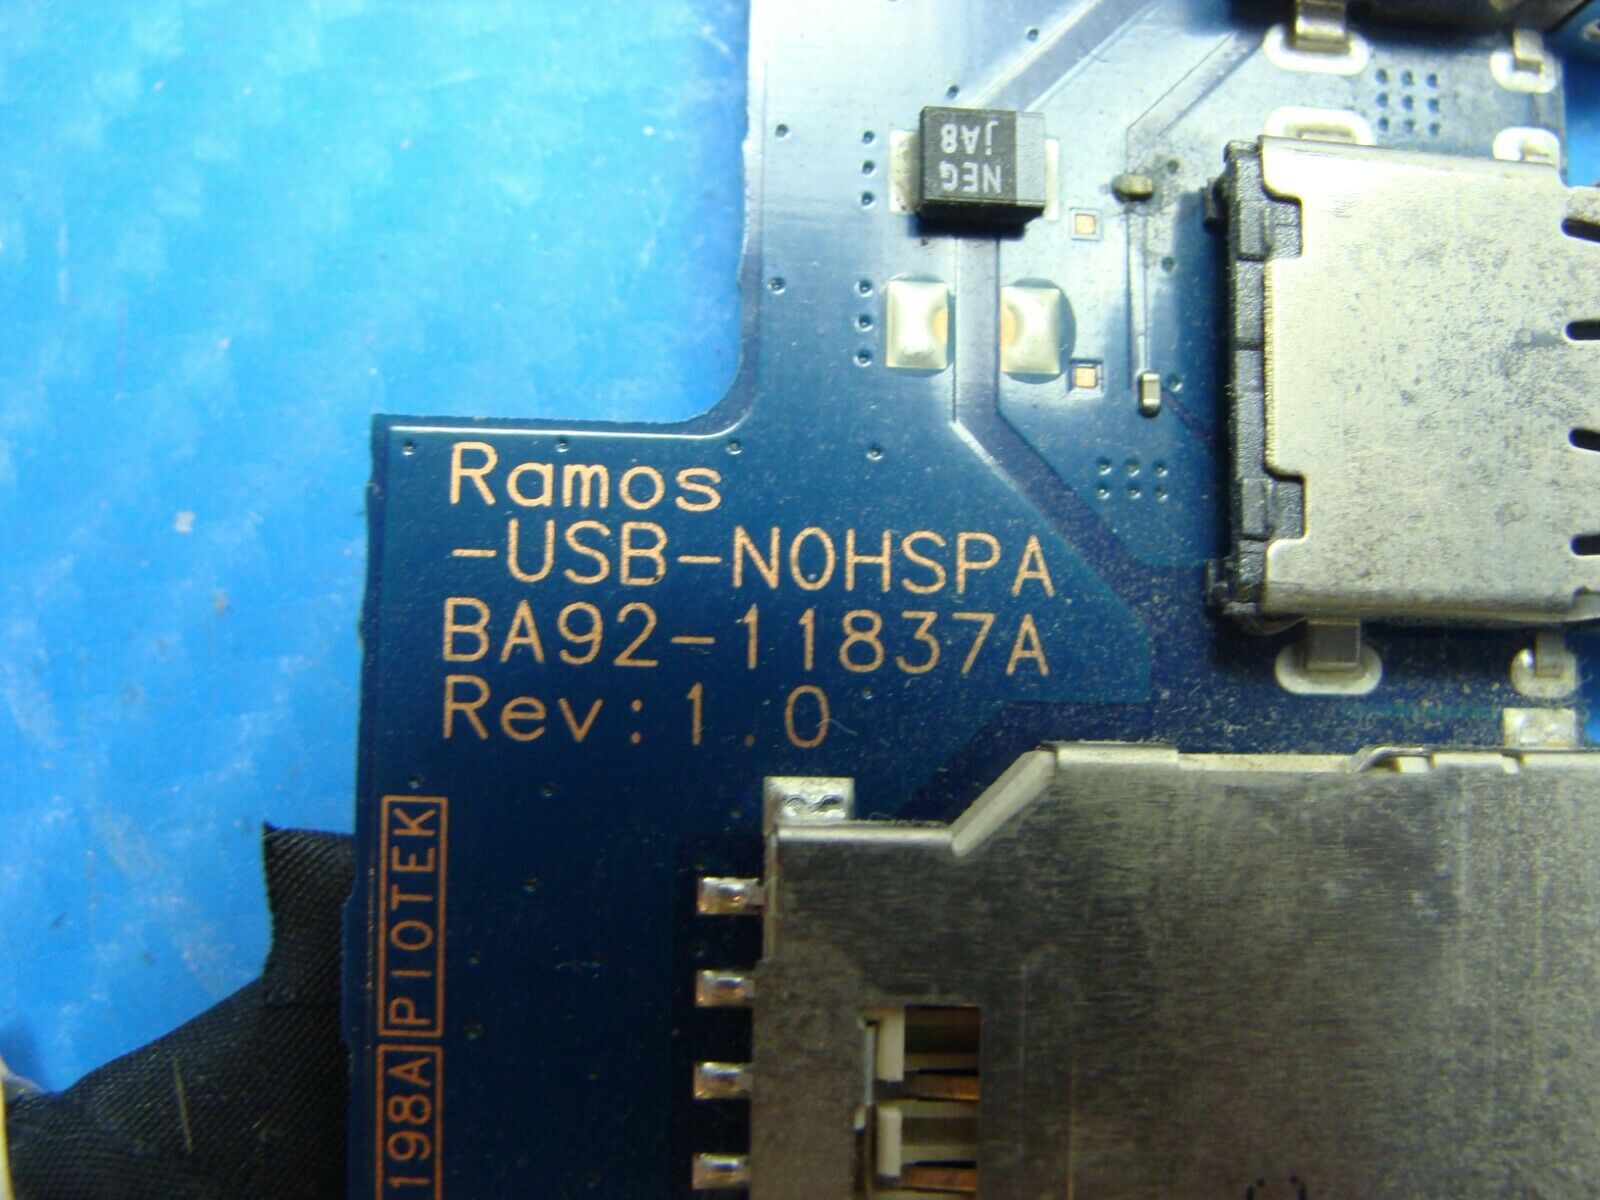 NEG
jA8
Ramos
-USB-N0HSPA
BA92-11837A
Rev:1.0
PIOTEK
198A